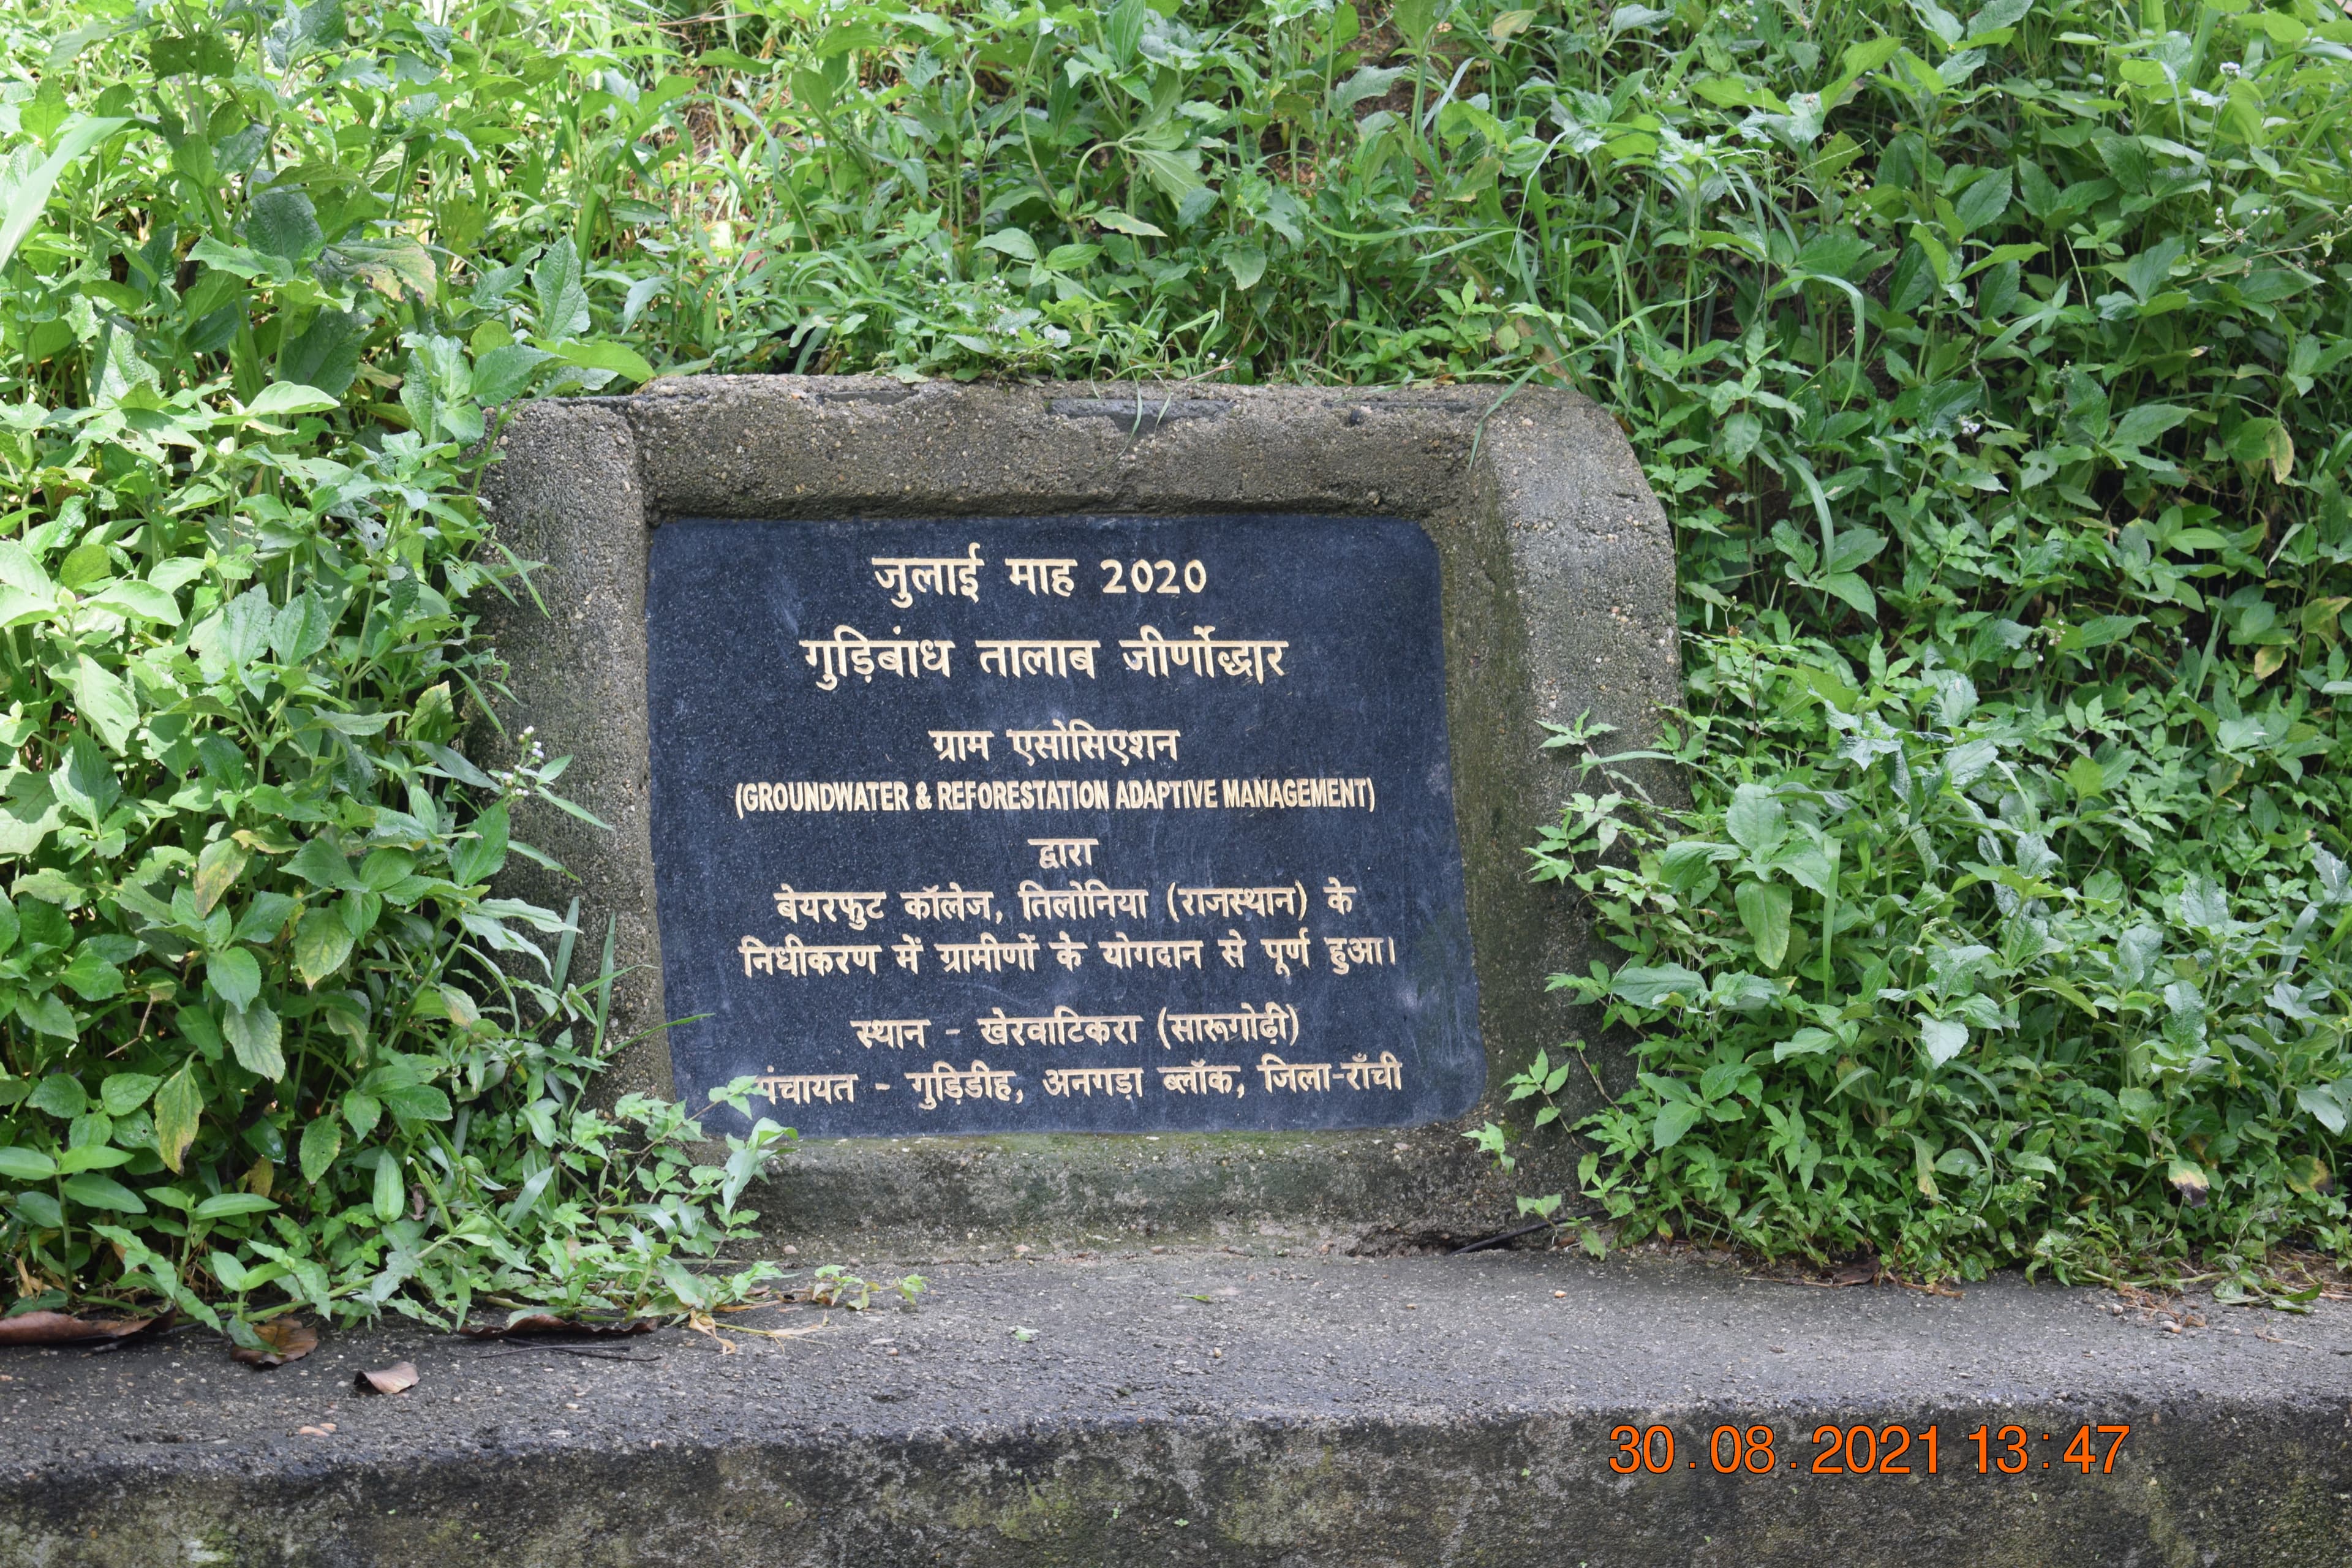 जुलाई माह 2020
गुड़िबांध तालाब जीर्णोद्धार
ग्राम एसोसिएशन
(GROUNDWATER & REFORESTATION ADAPTIVE MANAGEMENT)
द्वारा
बेयरफुट कॉलेज, तिलोनिया (राजस्थान) के
निधीकरण में ग्रामीणों के योगदान से पूर्ण हुआ।
स्थान - खेरवाटिकरा (सारूगोढ़ी)
पंचायत - गुड़िडीह, अनगड़ा ब्लॉक, जिला-राँची
30.08.2021 13:47